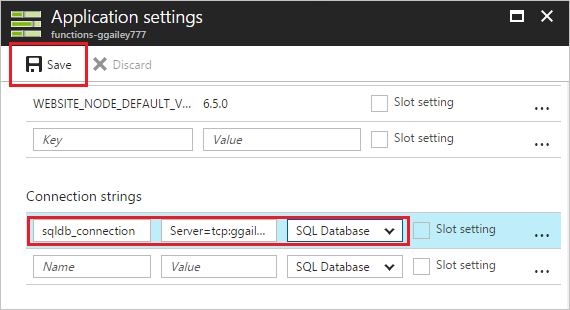 Application settings
functions-ggailey777
Save Discard
WEBSITE_NODE_DEFAULT_V... 6.5.0 Slot setting ...
Key Value Slot setting ...
Connection strings
sqldb_connection Server=tcp:ggail... SQL Database Slot setting ...
Name Value SQL Database Slot setting ...